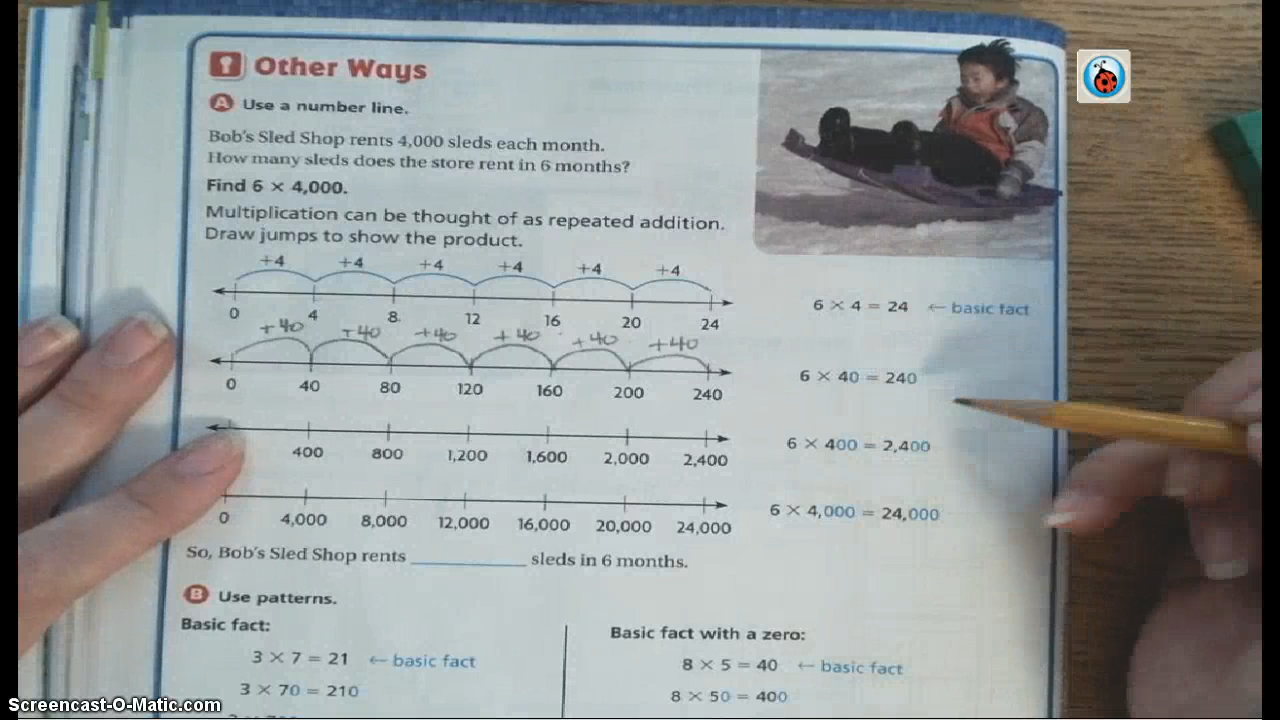 Other Ways
A Use a number line.
Bob's Sled Shop rents 4,000 sleds each month.
How many sleds does the store rent in 6 months?
Find 6 × 4,000.
Multiplication can be thought of as repeated addition.
Draw jumps to show the product.
+4 +4 +4 +4 +4 +4
0 4 8 12 16 20 24
6 × 4 = 24 ← basic fact
+40 +40 +40 +40 +40 +40
0 40 80 120 160 200 240
6 × 40 = 240
400 800 1,200 1,600 2,000 2,400
6 × 400 = 2,400
0 4,000 8,000 12,000 16,000 20,000 24,000
6 × 4,000 = 24,000
So, Bob's Sled Shop rents __________ sleds in 6 months.
B Use patterns.
Basic fact:
3 × 7 = 21 ← basic fact
3 × 70 = 210
Basic fact with a zero:
8 × 5 = 40 ← basic fact
8 × 50 = 400
Screencast-O-Matic.com